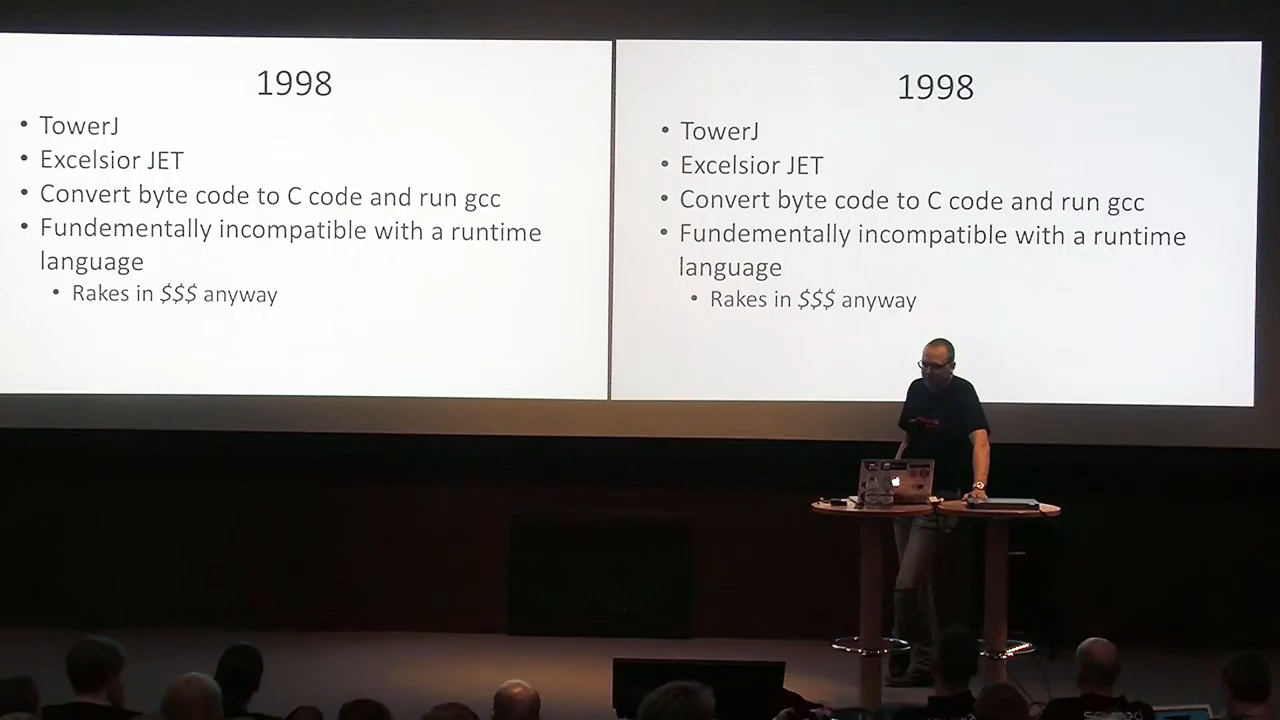 1998
• TowerJ
• Excelsior JET
• Convert byte code to C code and run gcc
• Fundementally incompatible with a runtime
language
• Rakes in $$$ anyway
1998
• TowerJ
• Excelsior JET
• Convert byte code to C code and run gcc
• Fundementally incompatible with a runtime
language
• Rakes in $$$ anyway